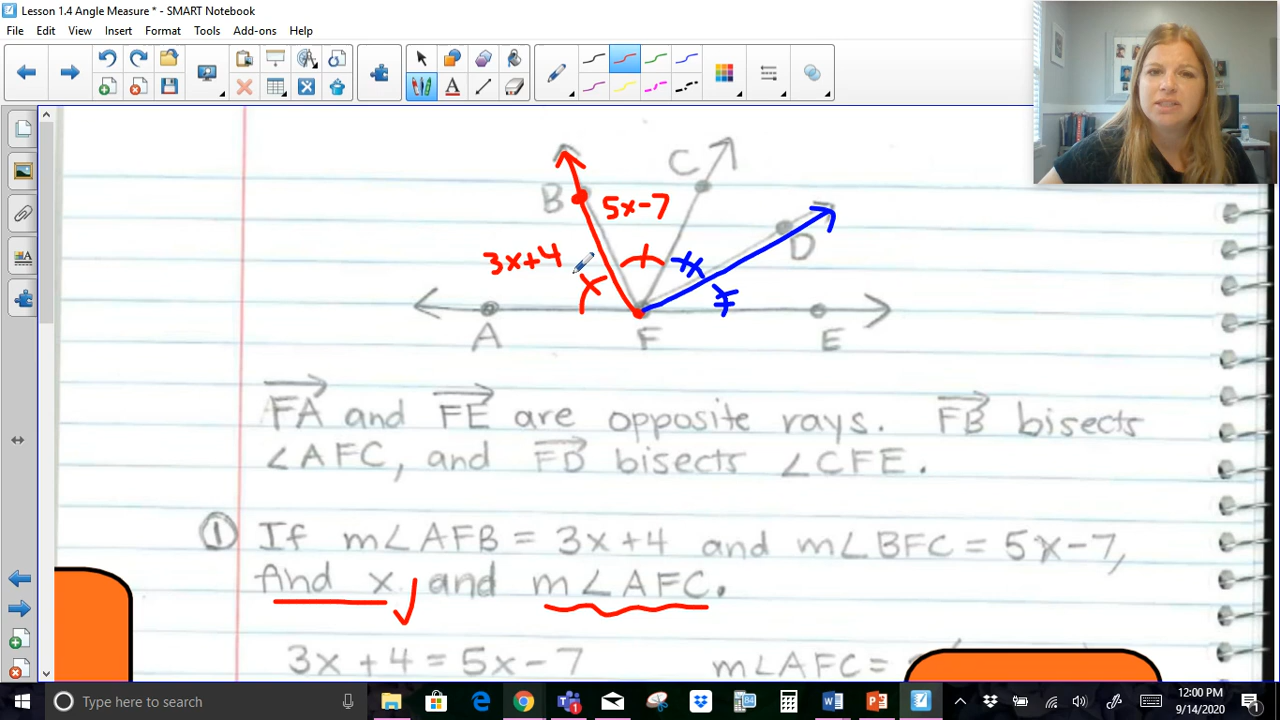 Lesson 1.4 Angle Measure * - SMART Notebook
File Edit View Insert Format Tools Add-ons Help
B 5x-7 C
3x+4 D
A F E
FA and FE are opposite rays. FB bisects
∠AFC, and FD bisects ∠CFE.
① If m∠AFB = 3x+4 and m∠BFC = 5x-7,
find x and m∠AFC.
3x + 4 = 5x - 7 m∠AFC =
Type here to search
12:00 PM
9/14/2020